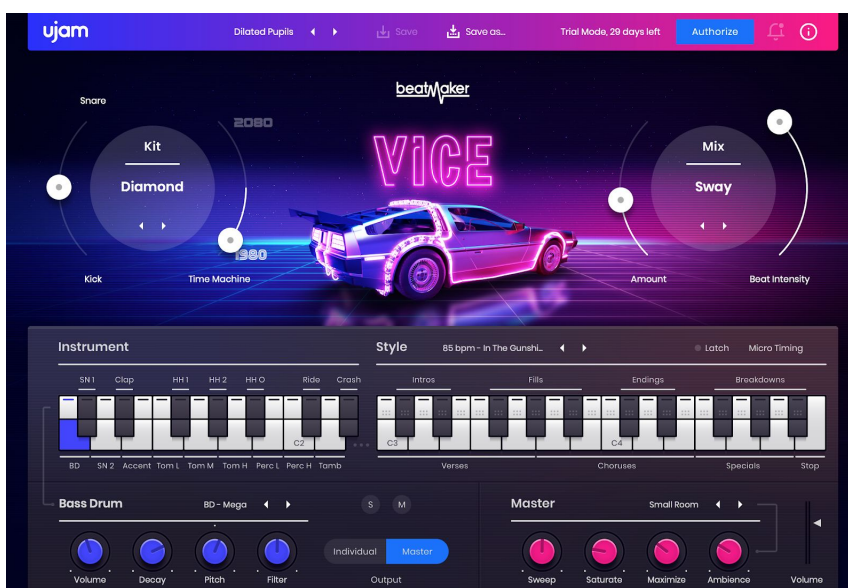 ujam
Dilated Pupils
Save
Save as...
Trial Mode, 29 days left
Authorize
beatMaker
VICE
Snare
2080
Kit
Diamond
1980
Kick
Time Machine
Mix
Sway
Amount
Beat Intensity
Instrument
Style
85 bpm - In The Gunshi...
Latch
Micro Timing
SN 1 Clap HH 1 HH 2 HH O Ride Crash
Intros Fills Endings Breakdowns
C2 C3 C4
BD SN 2 Accent Tom L Tom M Tom H Perc L Perc H Tamb
Verses Choruses Specials Stop
Bass Drum
BD - Mega
S M
Master
Small Room
Individual Master
Volume Decay Pitch Filter
Output
Sweep Saturate Maximize Ambience
Volume